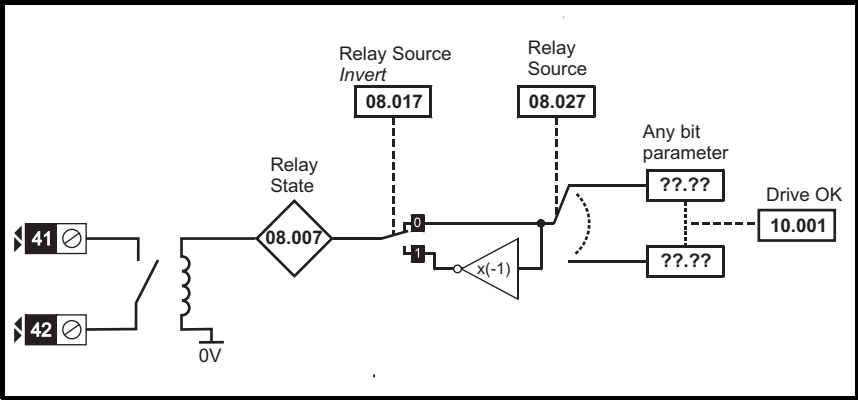 Relay Source
Invert
08.017
Relay
Source
08.027
Any bit
parameter
??.??
Drive OK
10.001
??.??
Relay
State
08.007
0
1
x(-1)
41
42
0V